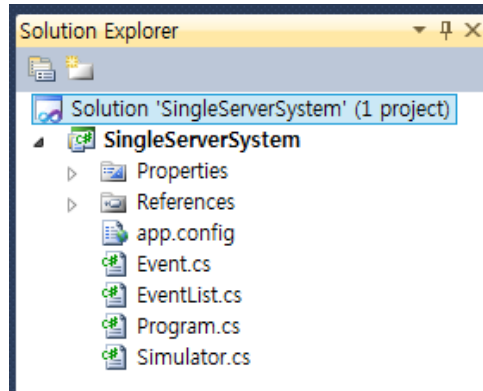 Solution Explorer
Solution 'SingleServerSystem' (1 project)
SingleServerSystem
Properties
References
app.config
Event.cs
EventList.cs
Program.cs
Simulator.cs